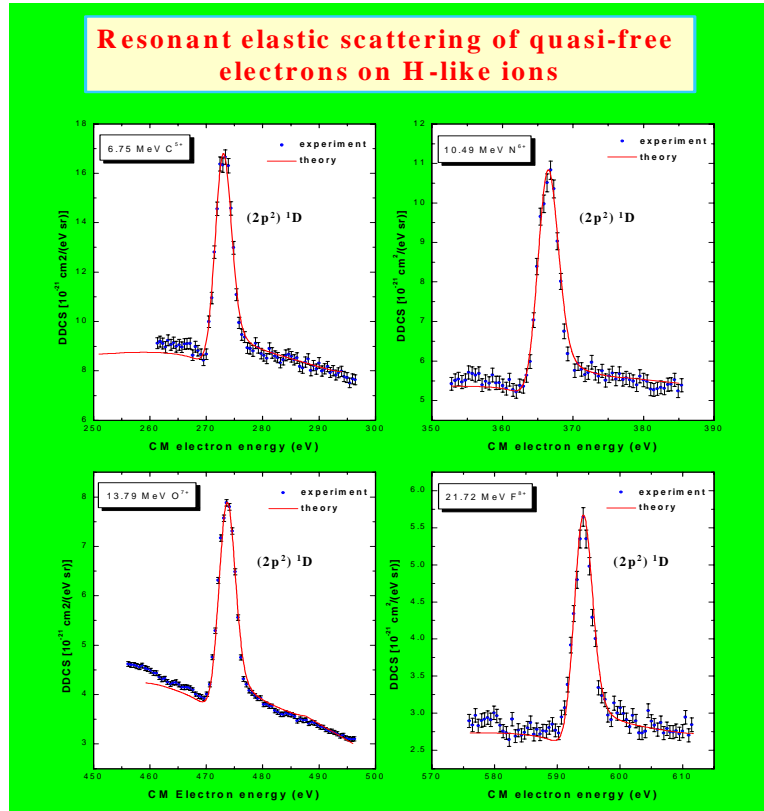 Resonant elastic scattering of quasi-free
electrons on H-like ions
6.75 MeV C⁵⁺
experiment
theory
(2p²) ¹D
DDCS [10⁻²¹ cm2/(eV sr)]
18
16
14
12
10
8
6
250 260 270 280 290 300
CM electron energy (eV)
10.49 MeV N⁶⁺
experiment
theory
(2p²) ¹D
DDCS [10⁻²¹ cm²/(eV sr)]
12
11
10
9
8
7
6
5
350 360 370 380 390
CM electron energy (eV)
13.79 MeV O⁷⁺
experiment
theory
(2p²) ¹D
DDCS [10⁻²¹ cm2/(eV sr)]
8
7
6
5
4
3
450 460 470 480 490 500
CM Electron energy (eV)
21.72 MeV F⁸⁺
experiment
theory
(2p²) ¹D
DDCS [10⁻²¹ cm²/(eV sr)]
5.5
5.0
4.5
4.0
3.5
3.0
2.5
570 580 590 600 610
CM electron energy (eV)